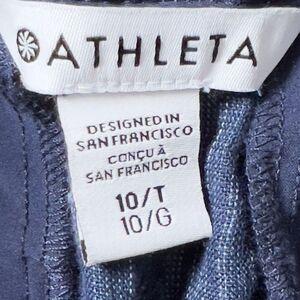 ATHLETA
DESIGNED IN
SAN FRANCISCO
CONÇU À
SAN FRANCISCO
10/T
10/G